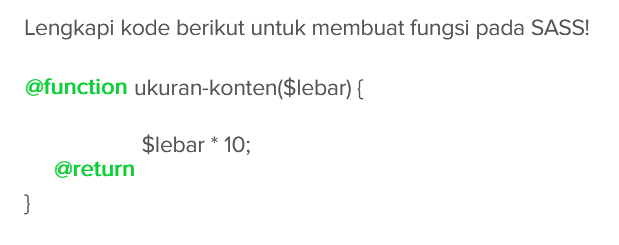 Lengkapi kode berikut untuk membuat fungsi pada SASS!
@function ukuran-konten($lebar) {
$lebar * 10;
@return
}